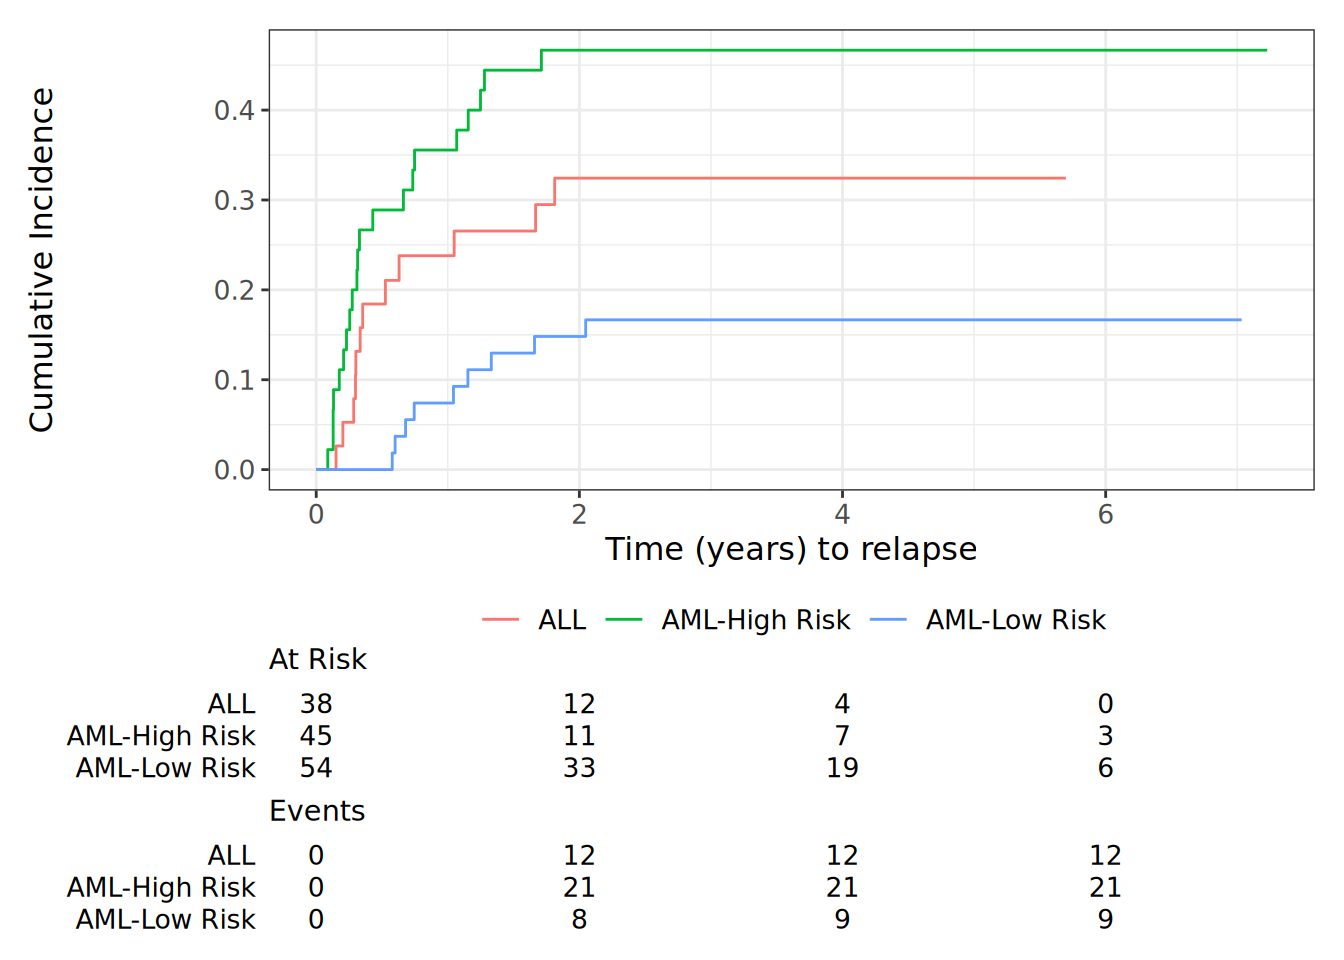 Cumulative Incidence
0.4
0.3
0.2
0.1
0.0
0 2 4 6
Time (years) to relapse
ALL AML-High Risk AML-Low Risk
At Risk
ALL 38 12 4 0
AML-High Risk 45 11 7 3
AML-Low Risk 54 33 19 6
Events
ALL 0 12 12 12
AML-High Risk 0 21 21 21
AML-Low Risk 0 8 9 9